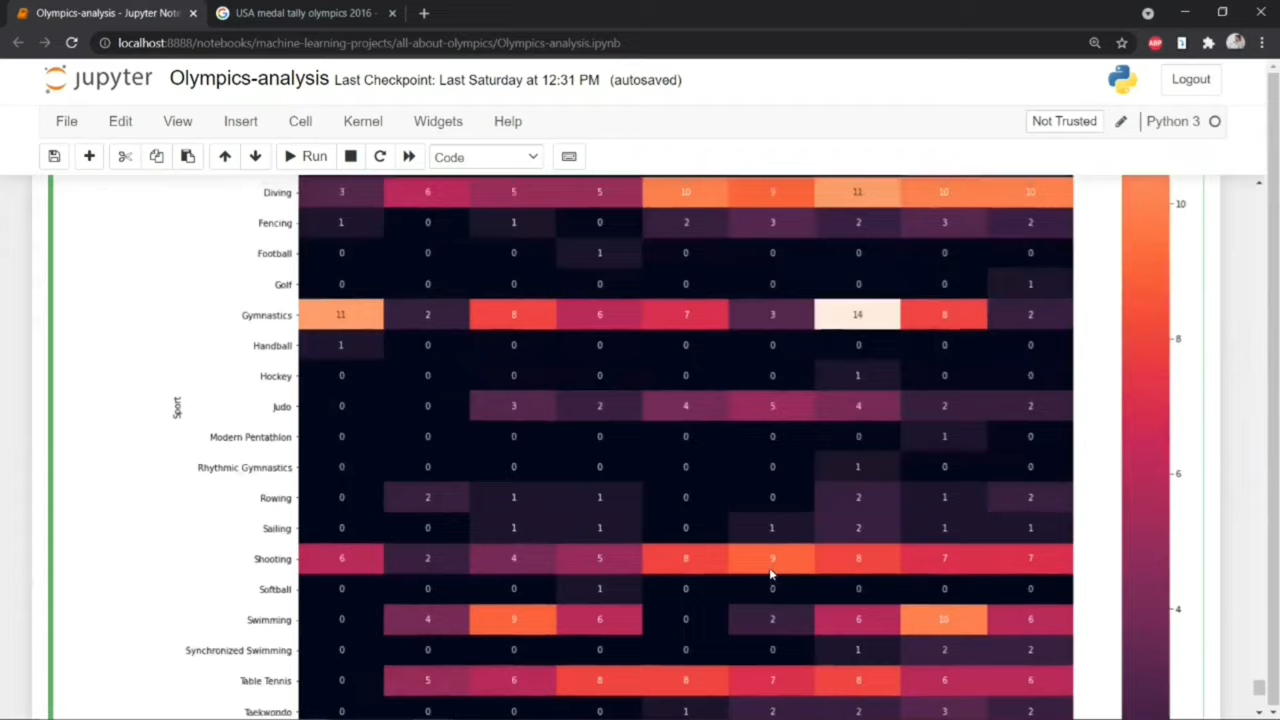 Olympics-analysis - Jupyter Note
USA medal tally olympics 2016 -
localhost:8888/notebooks/machine-learning-projects/all-about-olympics/Olympics-analysis.ipynb
ABP
jupyter Olympics-analysis Last Checkpoint: Last Saturday at 12:31 PM (autosaved)
Logout
File Edit View Insert Cell Kernel Widgets Help
Not Trusted
Python 3
Run
Code
Diving 3 6 5 5 10 9 11 10 10
Fencing 1 0 1 0 2 3 2 3 2
Football 0 0 0 1 0 0 0 0 0
Golf 0 0 0 0 0 0 0 0 1
Gymnastics 11 2 8 6 7 3 14 8 2
Handball 1 0 0 0 0 0 0 0 0
Hockey 0 0 0 0 0 0 1 0 0
Judo 0 0 3 2 4 5 4 2 2
Modern Pentathlon 0 0 0 0 0 0 0 1 0
Rhythmic Gymnastics 0 0 0 0 0 0 1 0 0
Rowing 0 2 1 1 0 0 2 1 2
Sailing 0 0 1 1 0 1 2 1 1
Shooting 6 2 4 5 8 9 8 7 7
Softball 0 0 0 1 0 0 0 0 0
Swimming 0 4 9 6 0 2 6 10 6
Synchronized Swimming 0 0 0 0 0 0 1 2 2
Table Tennis 0 5 6 8 8 7 8 6 6
Taekwondo 0 0 0 0 1 2 2 3 2
Sport
10
8
6
4